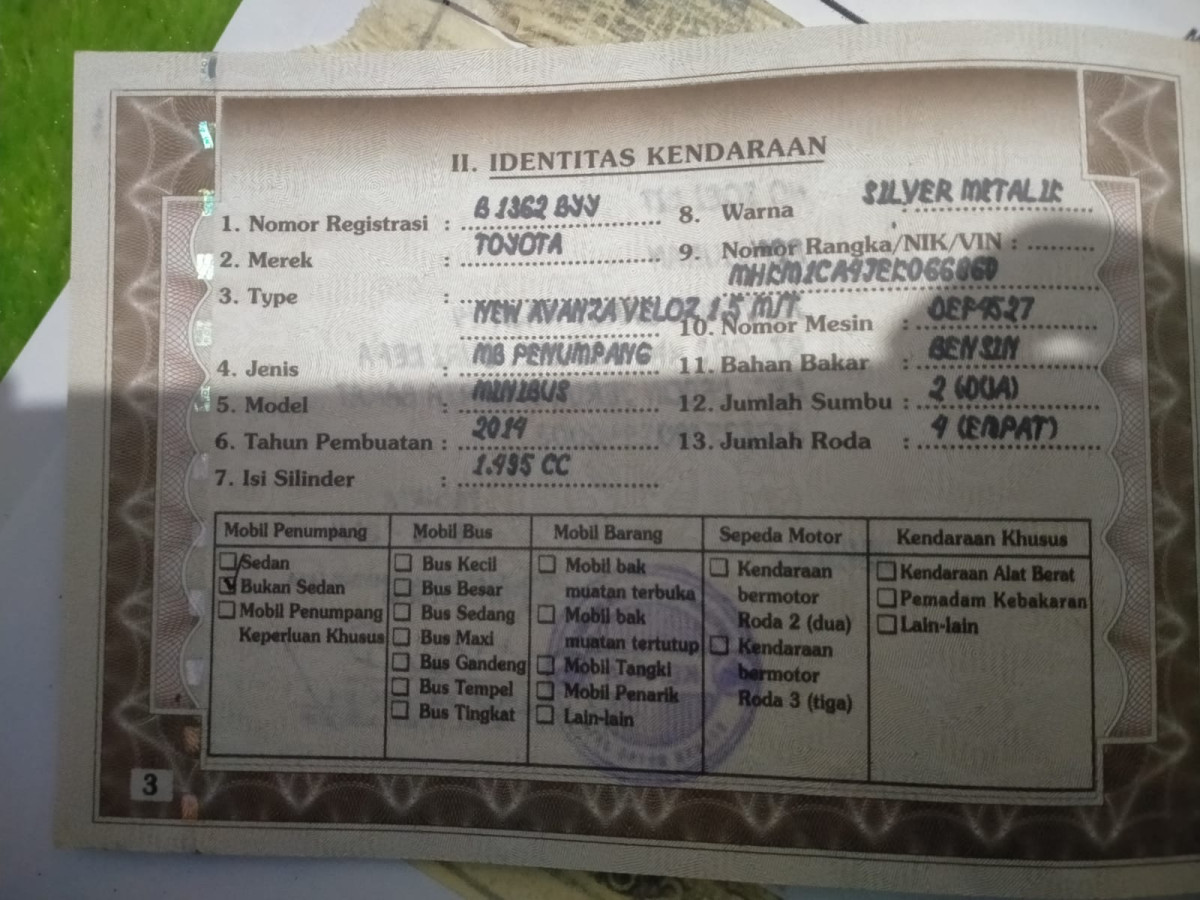 II. IDENTITAS KENDARAAN
1. Nomor Registrasi : B 1362 BYY
2. Merek : TOYOTA
3. Type : NEW AVANZA VELOZ 1.5 M/T
4. Jenis : MB PENUMPANG
5. Model : MINIBUS
6. Tahun Pembuatan : 2014
7. Isi Silinder : 1.495 CC
8. Warna : SILVER METALIK
9. Nomor Rangka/NIK/VIN :
10. Nomor Mesin :
11. Bahan Bakar : BENSIN
12. Jumlah Sumbu : 2 (DUA)
13. Jumlah Roda : 4 (EMPAT)
Mobil Penumpang
Sedan
Bukan Sedan
Mobil Penumpang
Keperluan Khusus
Mobil Bus
Bus Kecil
Bus Besar
Bus Sedang
Bus Maxi
Bus Gandeng
Bus Tempel
Bus Tingkat
Mobil Barang
Mobil bak
muatan terbuka
Mobil bak
muatan tertutup
Mobil Tangki
Mobil Penarik
Lain-lain
Sepeda Motor
Kendaraan
bermotor
Roda 2 (dua)
Kendaraan
bermotor
Roda 3 (tiga)
Kendaraan Khusus
Kendaraan Alat Berat
Pemadam Kebakaran
Lain-lain
3